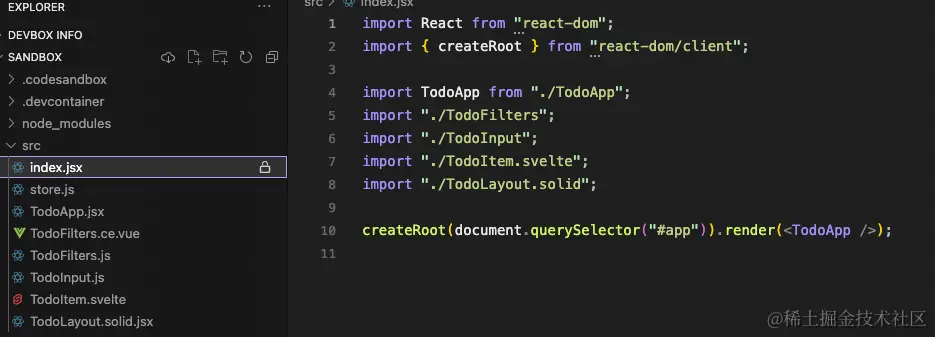 EXPLORER
DEVBOX INFO
SANDBOX
.codesandbox
.devcontainer
node_modules
src
index.jsx
store.js
TodoApp.jsx
TodoFilters.ce.vue
TodoFilters.js
TodoInput.js
TodoItem.svelte
TodoLayout.solid.jsx
src > index.jsx
1 import React from "react-dom";
2 import { createRoot } from "react-dom/client";
3
4 import TodoApp from "./TodoApp";
5 import "./TodoFilters";
6 import "./TodoInput";
7 import "./TodoItem.svelte";
8 import "./TodoLayout.solid";
9
10 createRoot(document.querySelector("#app")).render(<TodoApp />);
11
@稀土掘金技术社区